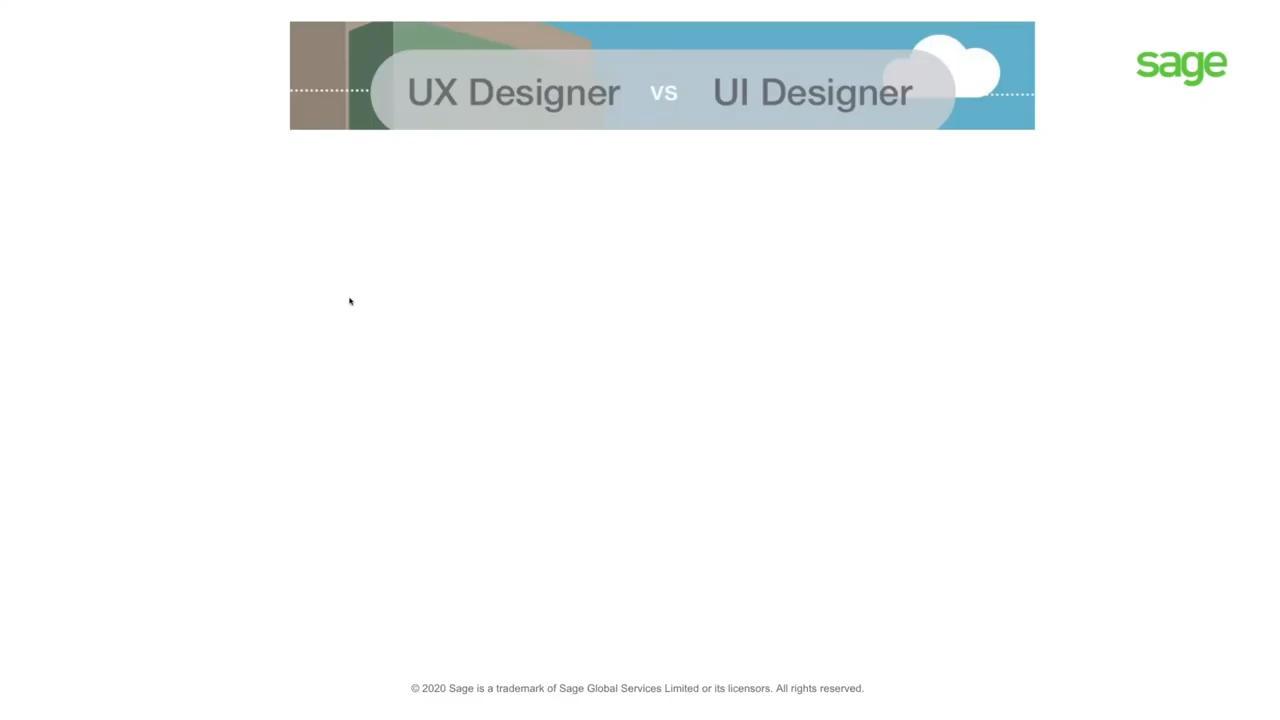 UX Designer vs UI Designer
sage
© 2020 Sage is a trademark of Sage Global Services Limited or its licensors. All rights reserved.